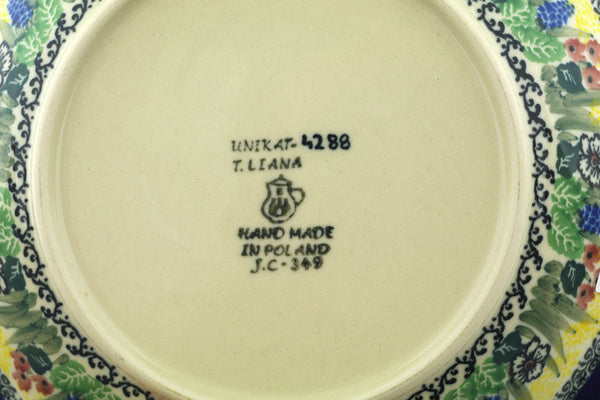 UNIKAT-4288
T. LIANA
HAND MADE
IN POLAND
J.C-349